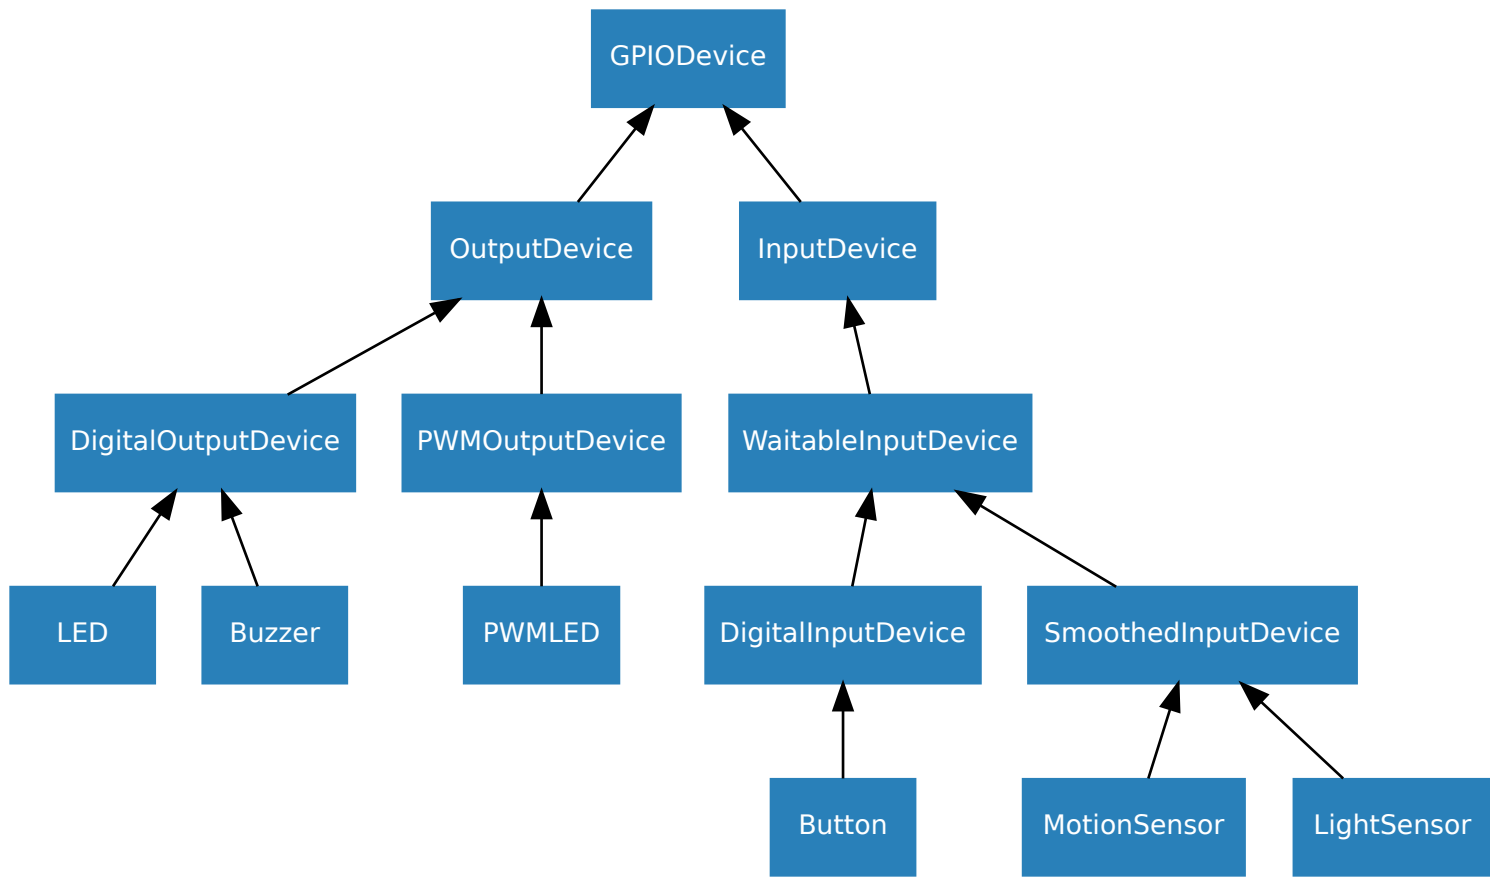 GPIODevice
OutputDevice
InputDevice
DigitalOutputDevice
PWMOutputDevice
WaitableInputDevice
LED
Buzzer
PWMLED
DigitalInputDevice
SmoothedInputDevice
Button
MotionSensor
LightSensor